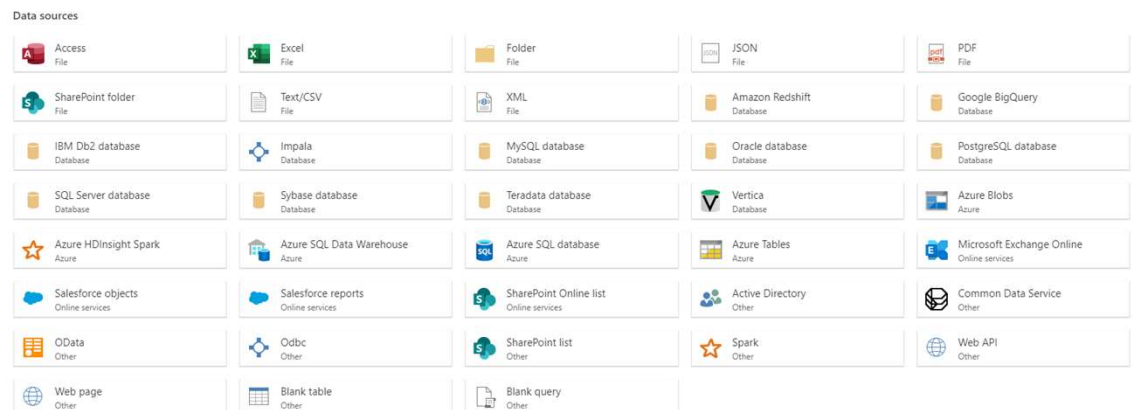 Data sources
Access
File
Excel
File
Folder
File
JSON
JSON
File
pdf
PDF
File
S
SharePoint folder
File
Text/CSV
File
XML
File
Amazon Redshift
Database
Google BigQuery
Database
IBM Db2 database
Database
Impala
Database
MySQL database
Database
Oracle database
Database
PostgreSQL database
Database
SQL Server database
Database
Sybase database
Database
Teradata database
Database
Vertica
Database
Azure Blobs
Azure
Azure HDInsight Spark
Azure
Azure SQL Data Warehouse
Azure
SQL
Azure SQL database
Azure
Azure Tables
Azure
E
Microsoft Exchange Online
Online services
Salesforce objects
Online services
Salesforce reports
Online services
S
SharePoint Online list
Online services
Active Directory
Other
Common Data Service
Other
OData
Other
Odbc
Other
S
SharePoint list
Other
Spark
Other
Web API
Other
Web page
Other
Blank table
Other
Blank query
Other